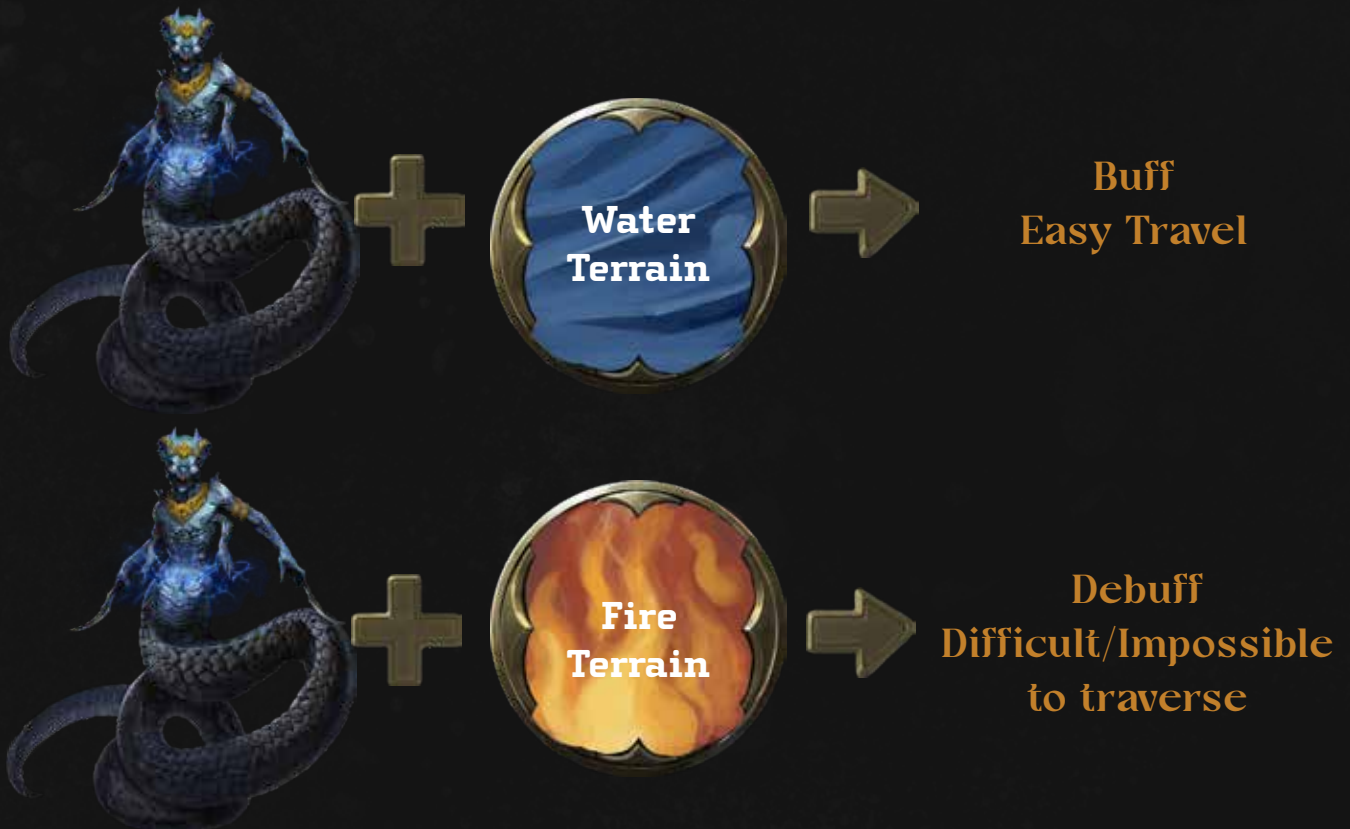 Water
Terrain
Buff
Easy Travel
Fire
Terrain
Debuff
Difficult/Impossible
to traverse